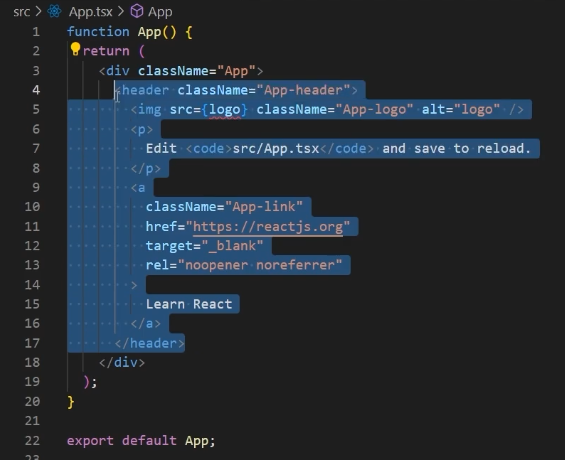 src > App.tsx > App
1 function App() {
2 return (
3 <div className="App">
4 <header className="App-header">
5 <img src={logo} className="App-logo" alt="logo" />
6 <p>
7 Edit <code>src/App.tsx</code> and save to reload.
8 </p>
9 <a
10 className="App-link"
11 href="https://reactjs.org"
12 target="_blank"
13 rel="noopener noreferrer"
14 >
15 Learn React
16 </a>
17 </header>
18 </div>
19 );
20 }
21
22 export default App;
23